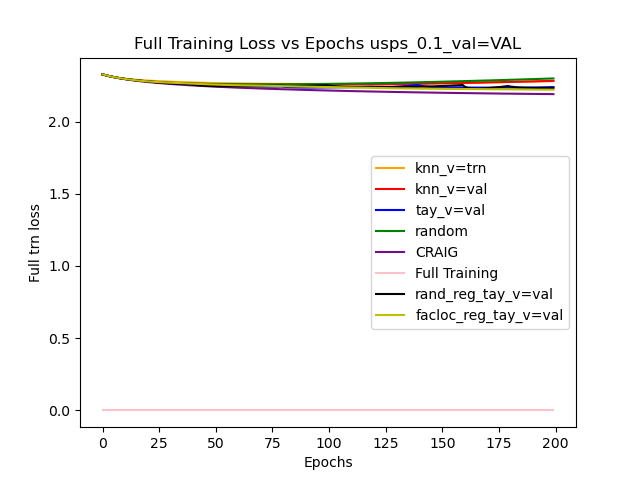 Full Training Loss vs Epochs usps_0.1_val=VAL
Full trn loss
2.0
1.5
1.0
0.5
0.0
knn_v=trn
knn_v=val
tay_v=val
random
CRAIG
Full Training
rand_reg_tay_v=val
facloc_reg_tay_v=val
0 25 50 75 100 125 150 175 200
Epochs